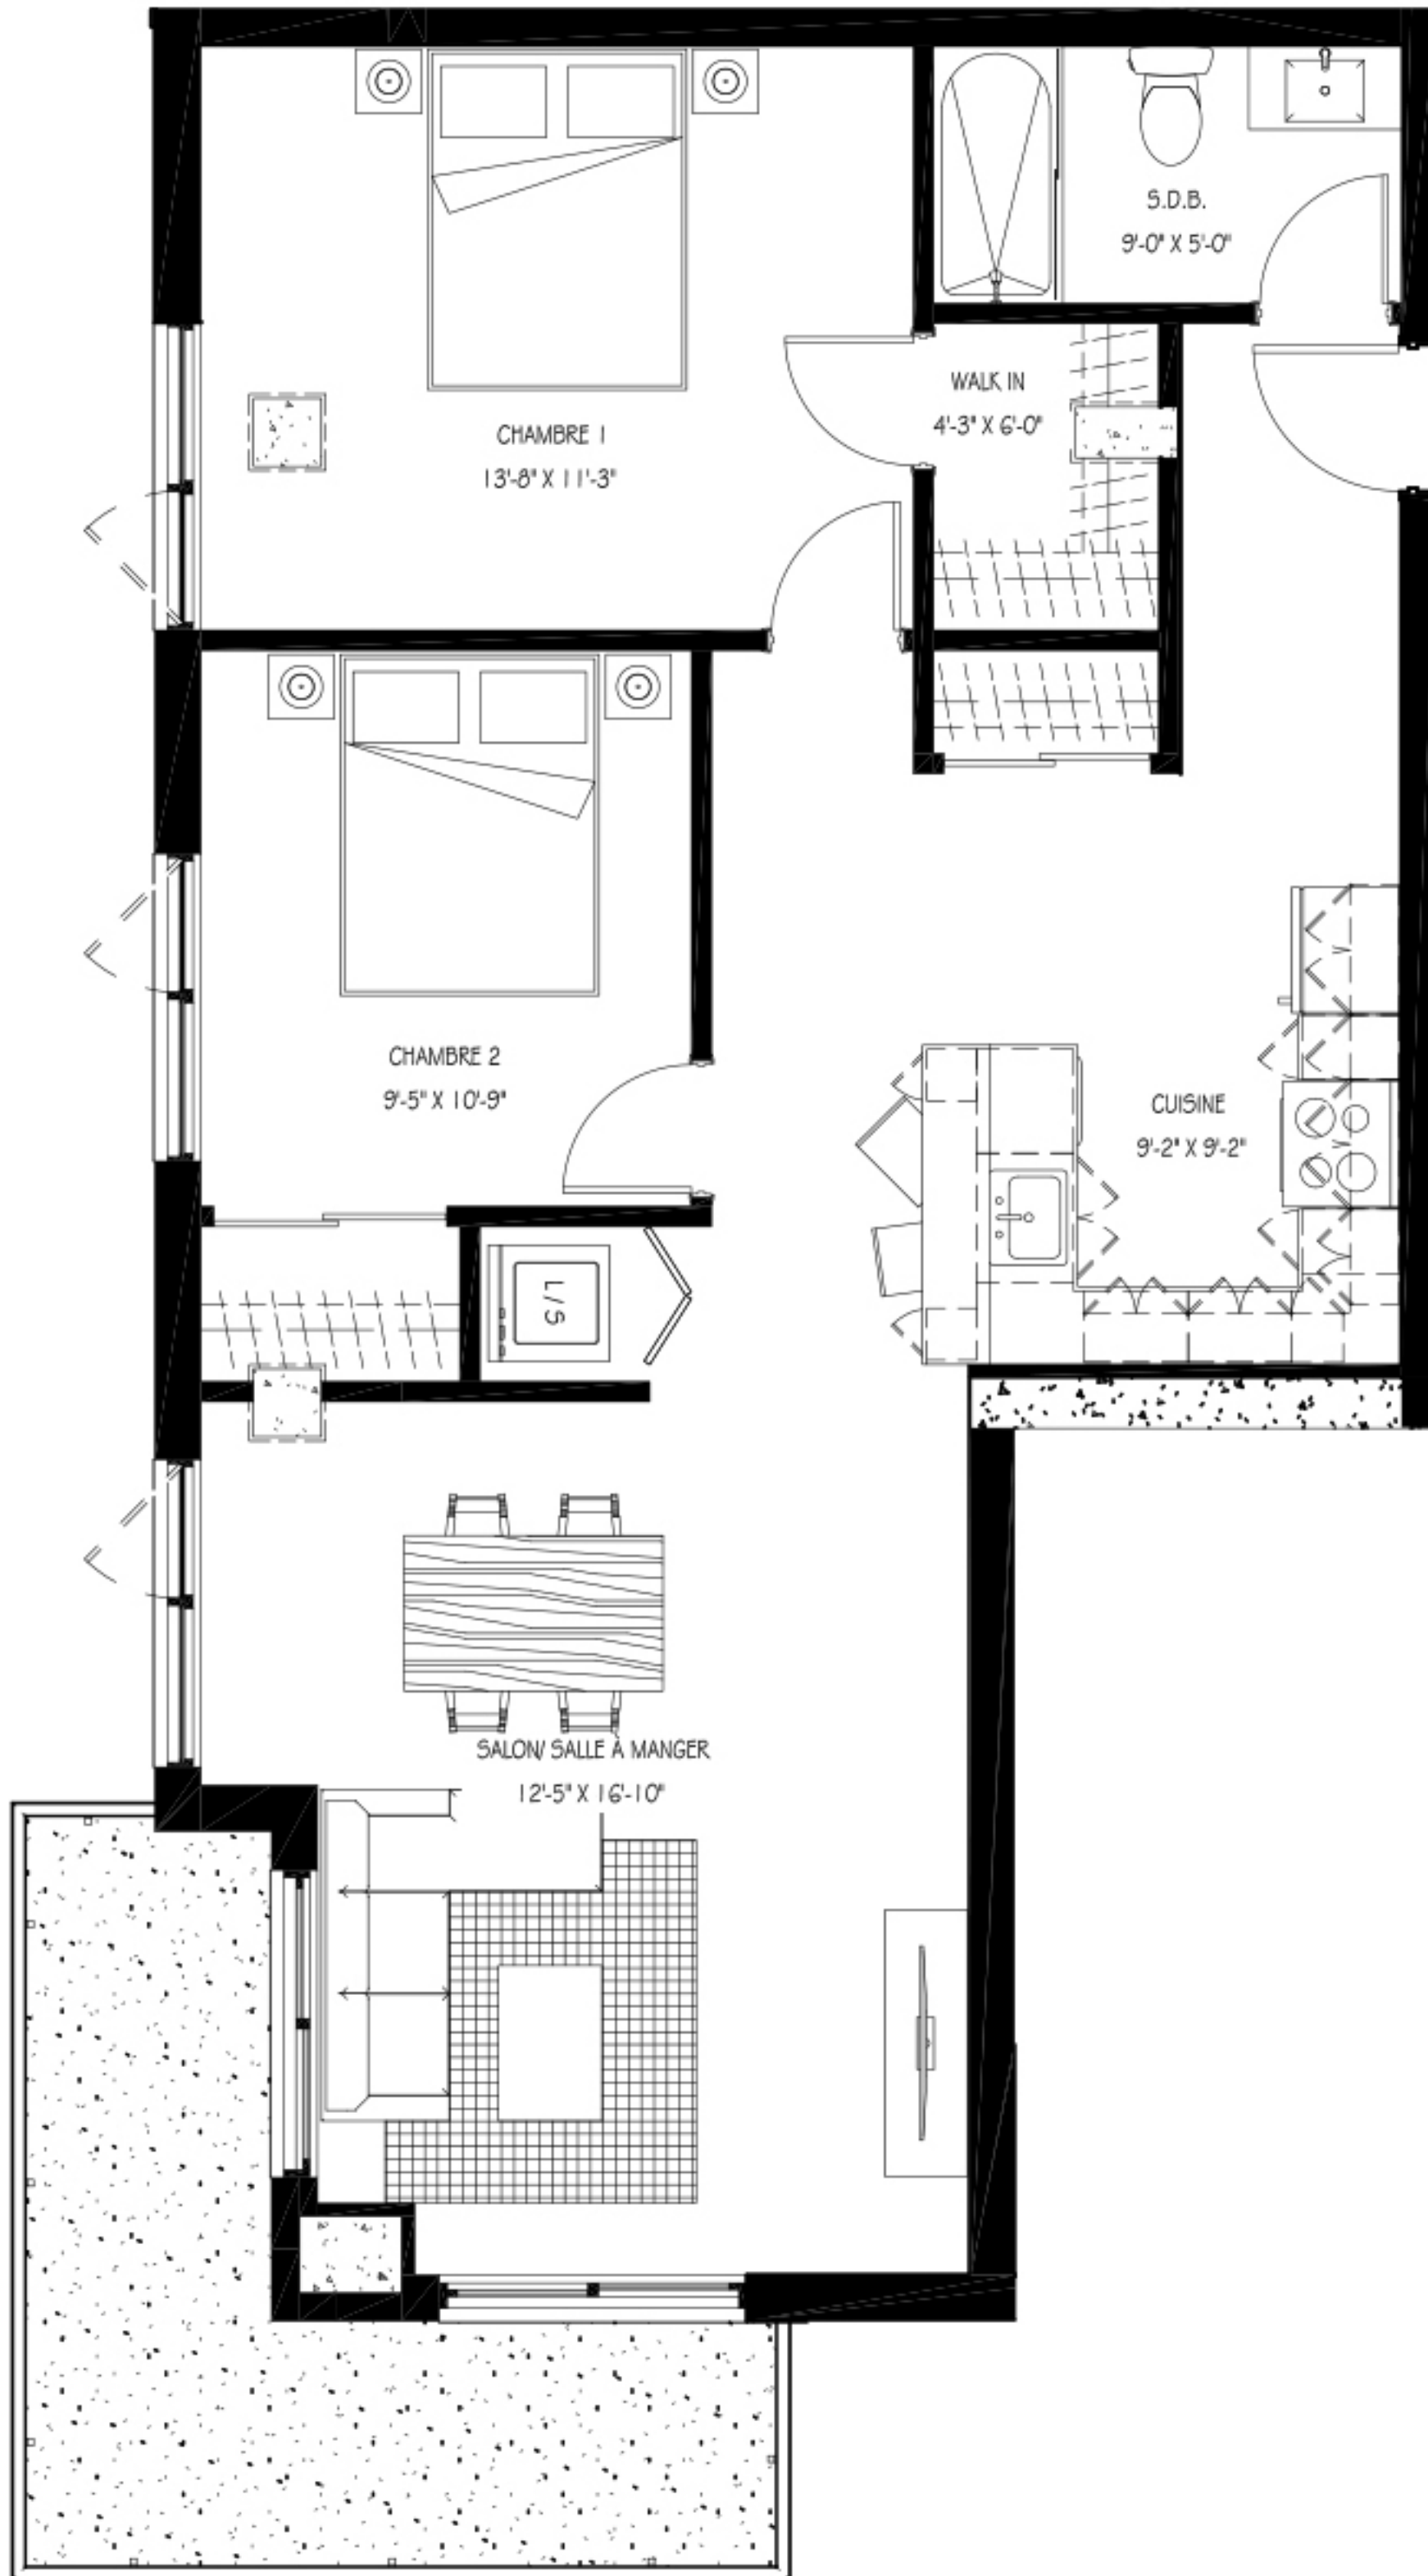 S.D.B.
9'-0" X 5'-0"
WALK IN
4'-3" X 6'-0"
CHAMBRE 1
13'-8" X 11'-3"
CHAMBRE 2
9'-5" X 10'-9"
CUISINE
9'-2" X 9'-2"
L/S
SALON/ SALLE À MANGER
12'-5" X 16'-10"